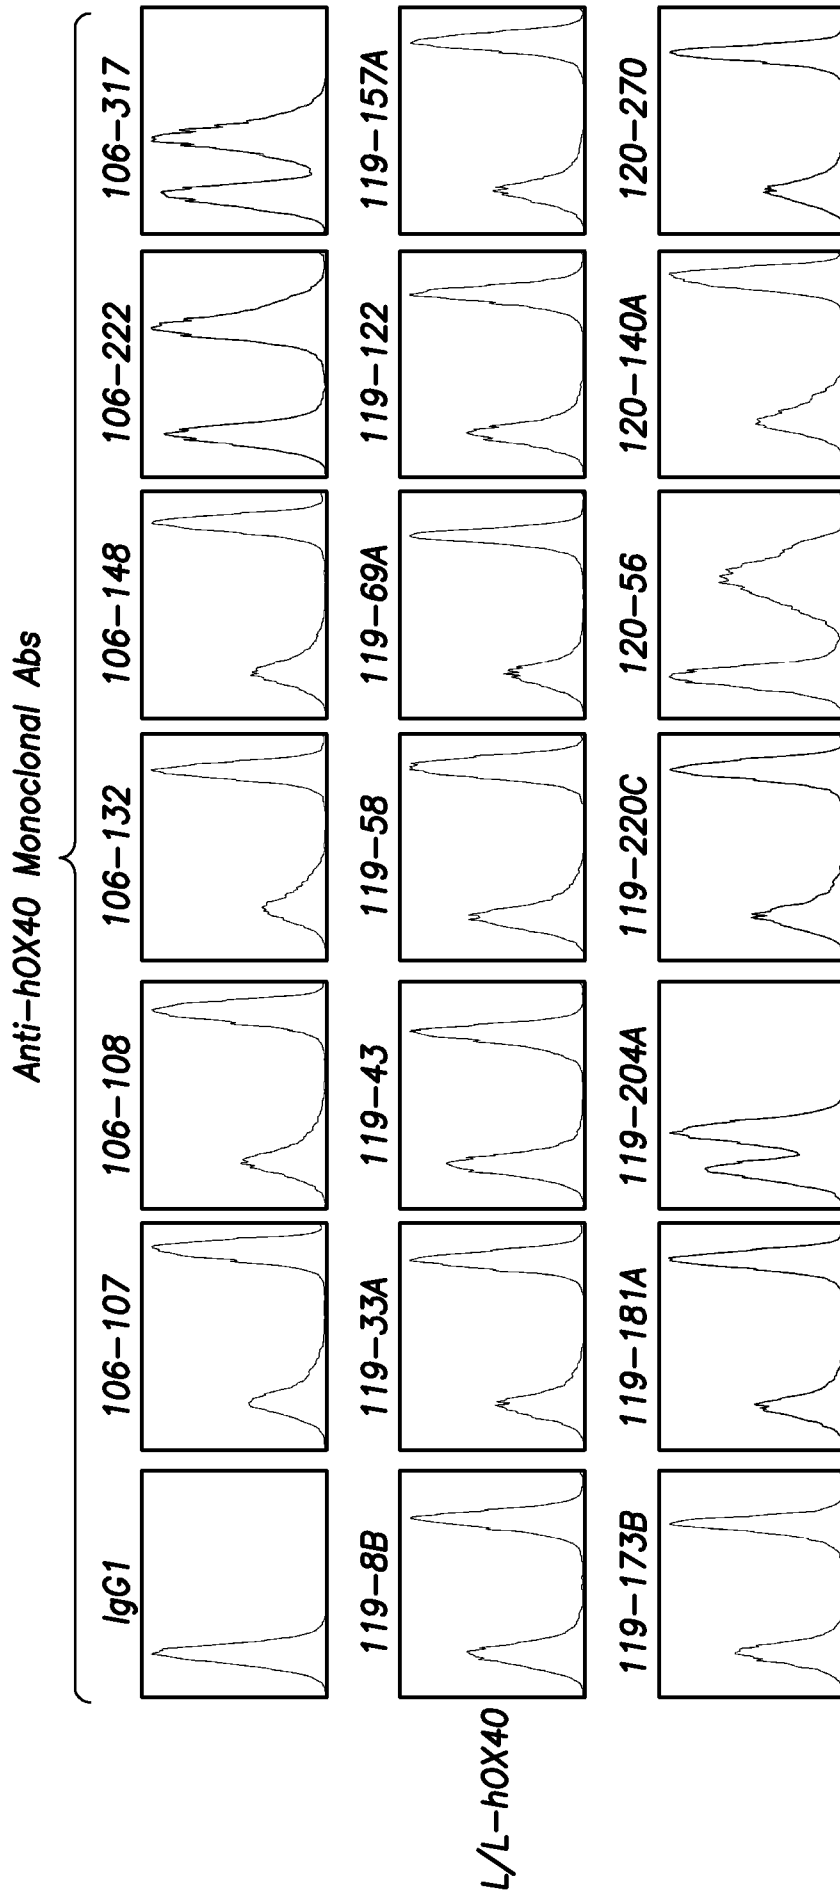 Anti-hOX40 Monoclonal Abs
IgG1
106-107
106-108
106-132
106-148
106-222
106-317
119-8B
119-33A
119-43
119-58
119-69A
119-122
119-157A
L/L-hOX40
119-173B
119-181A
119-204A
119-220C
120-56
120-140A
120-270